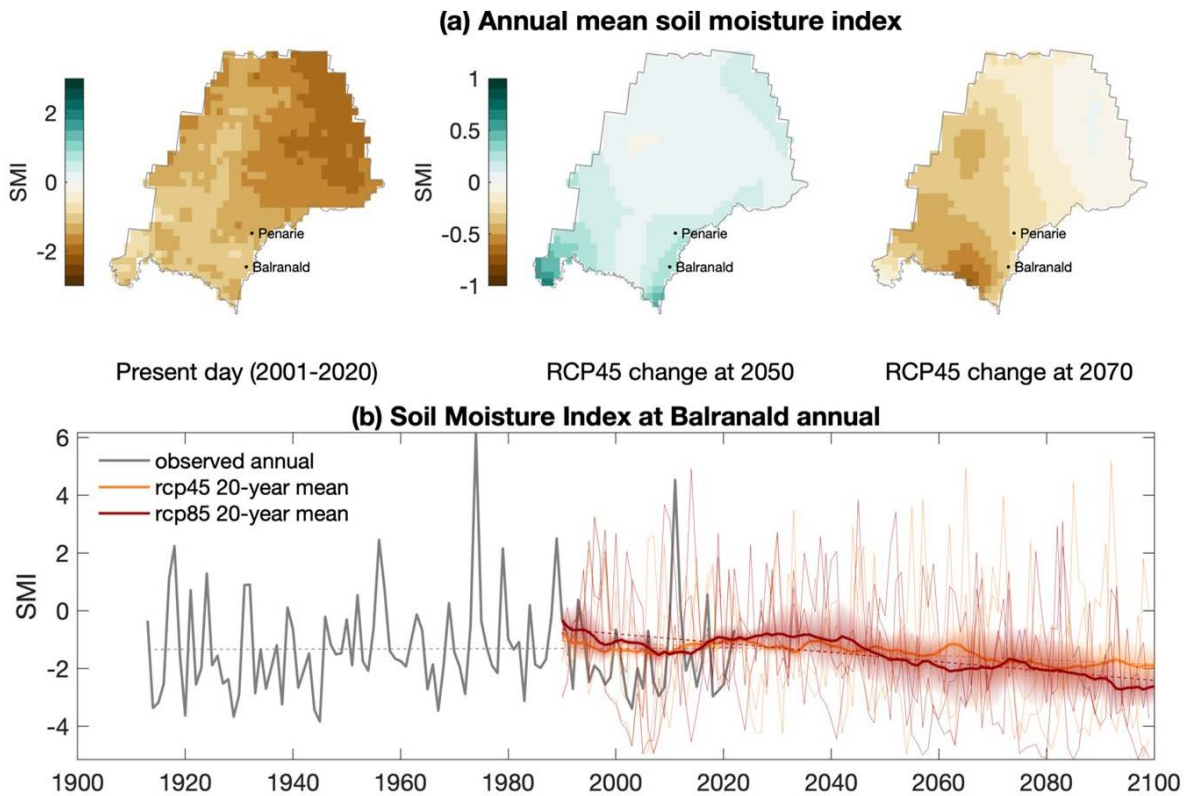 (a) Annual mean soil moisture index
SMI
2
0
-2
Penarie
Balranald
SMI
1
0.5
0
-0.5
-1
Penarie
Balranald
Penarie
Balranald
Present day (2001-2020)
RCP45 change at 2050
RCP45 change at 2070
(b) Soil Moisture Index at Balranald annual
SMI
6
4
2
0
-2
-4
observed annual
rcp45 20-year mean
rcp85 20-year mean
1900 1920 1940 1960 1980 2000 2020 2040 2060 2080 2100